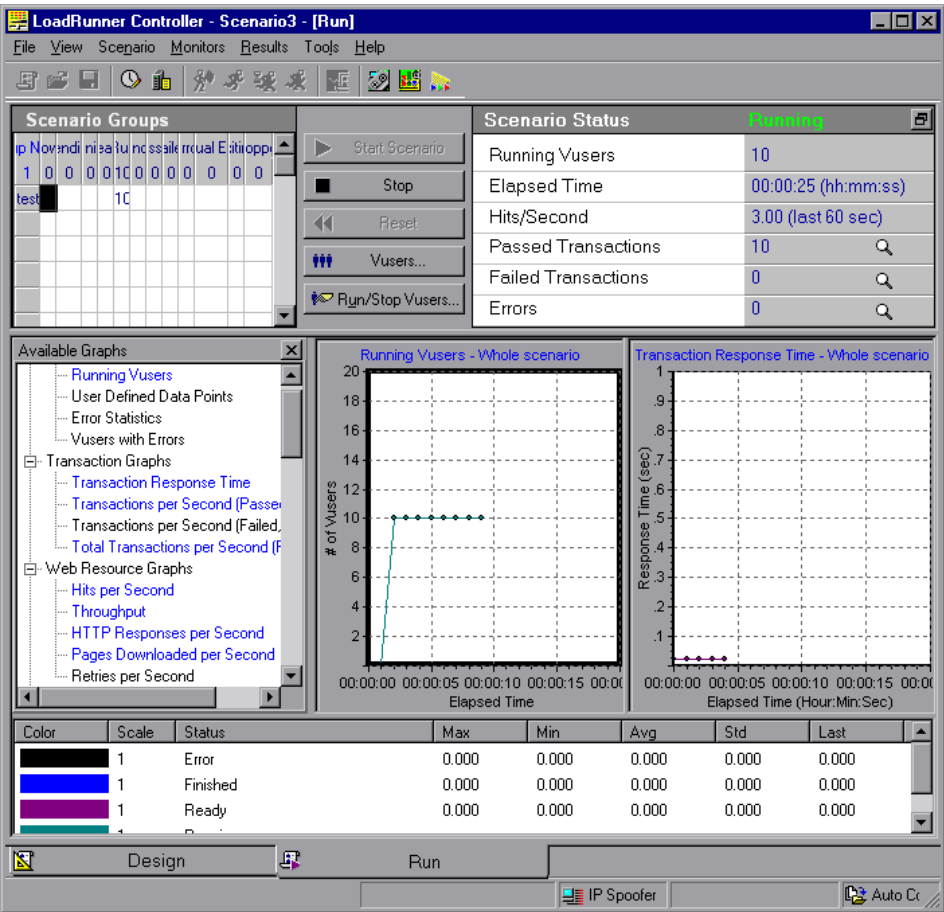 LoadRunner Controller - Scenario3 - [Run]
File View Scenario Monitors Results Tools Help
Scenario Groups
1 0 0 0 0 10 0 0 0 0 0 0 0
test 10
Start Scenario
Stop
Reset
Vusers...
Run/Stop Vusers...
Scenario Status Running
Running Vusers 10
Elapsed Time 00:00:25 (hh:mm:ss)
Hits/Second 3.00 (last 60 sec)
Passed Transactions 10
Failed Transactions 0
Errors 0
Available Graphs
Running Vusers
User Defined Data Points
Error Statistics
Vusers with Errors
Transaction Graphs
Transaction Response Time
Transactions per Second (Passe
Transactions per Second (Failed,
Total Transactions per Second (F
Web Resource Graphs
Hits per Second
Throughput
HTTP Responses per Second
Pages Downloaded per Second
Retries per Second
Running Vusers - Whole scenario
# of Vusers
20
18
16
14
12
10
8
6
4
2
00:00:00 00:00:05 00:00:10 00:00:15 00:0
Elapsed Time
Transaction Response Time - Whole scenario
Response Time (sec)
1
.9
.8
.7
.6
.5
.4
.3
.2
.1
00:00:00 00:00:05 00:00:10 00:00:15 00:0
Elapsed Time (Hour:Min:Sec)
Color Scale Status Max Min Avg Std Last
1 Error 0.000 0.000 0.000 0.000 0.000
1 Finished 0.000 0.000 0.000 0.000 0.000
1 Ready 0.000 0.000 0.000 0.000 0.000
Design
Run
IP Spoofer
Auto Co